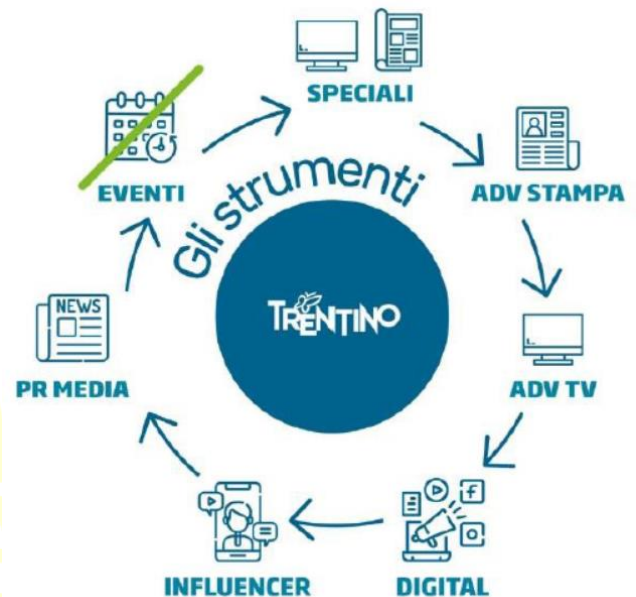 SPECIALI
ADV STAMPA
ADV TV
DIGITAL
INFLUENCER
PR MEDIA
NEWS
EVENTI
Gli strumenti
TRENTINO